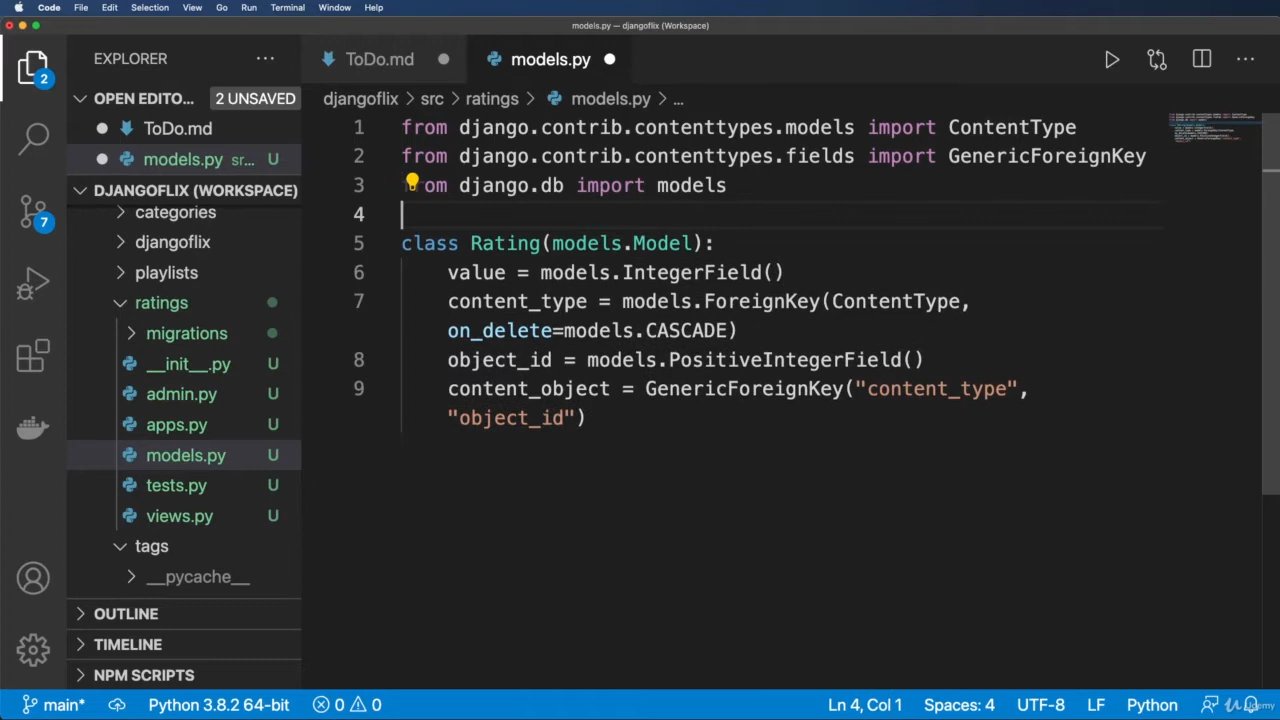 Code File Edit Selection View Go Run Terminal Window Help
models.py — djangoflix (Workspace)
2
EXPLORER
ToDo.md
models.py
OPEN EDITO... 2 UNSAVED
djangoflix > src > ratings > models.py > ...
ToDo.md
models.py sr...
DJANGOFLIX (WORKSPACE)
categories
djangoflix
playlists
ratings
migrations
__init__.py U
admin.py U
apps.py U
models.py U
tests.py U
views.py U
tags
__pycache__
OUTLINE
TIMELINE
NPM SCRIPTS
7
1 from django.contrib.contenttypes.models import ContentType
2 from django.contrib.contenttypes.fields import GenericForeignKey
3 from django.db import models
4
5 class Rating(models.Model):
6 value = models.IntegerField()
7 content_type = models.ForeignKey(ContentType,
on_delete=models.CASCADE)
8 object_id = models.PositiveIntegerField()
9 content_object = GenericForeignKey("content_type",
"object_id")
main* Python 3.8.2 64-bit 0 0 Ln 4, Col 1 Spaces: 4 UTF-8 LF Python
Udemy